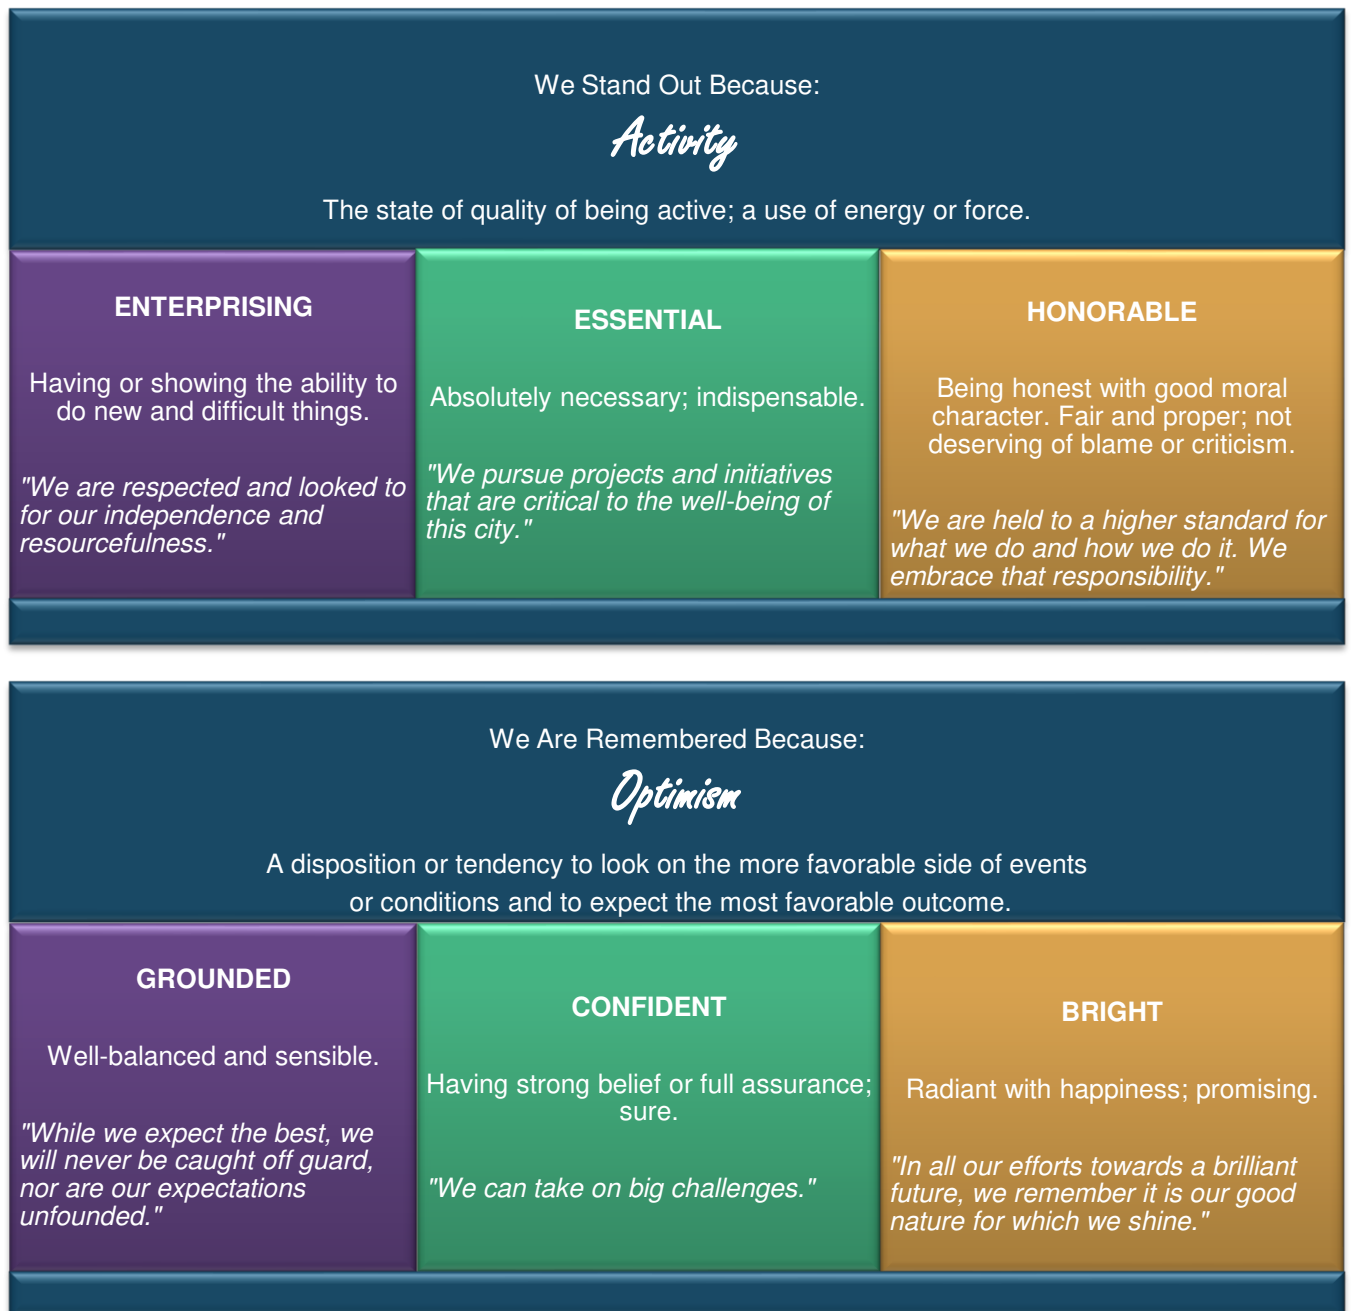 We Stand Out Because:
Activity
The state of quality of being active; a use of energy or force.
ENTERPRISING
Having or showing the ability to
do new and difficult things.
"We are respected and looked to
for our independence and
resourcefulness."
ESSENTIAL
Absolutely necessary; indispensable.
"We pursue projects and initiatives
that are critical to the well-being of
this city."
HONORABLE
Being honest with good moral
character. Fair and proper; not
deserving of blame or criticism.
"We are held to a higher standard for
what we do and how we do it. We
embrace that responsibility."
We Are Remembered Because:
Optimism
A disposition or tendency to look on the more favorable side of events
or conditions and to expect the most favorable outcome.
GROUNDED
Well-balanced and sensible.
"While we expect the best, we
will never be caught off guard,
nor are our expectations
unfounded."
CONFIDENT
Having strong belief or full assurance;
sure.
"We can take on big challenges."
BRIGHT
Radiant with happiness; promising.
"In all our efforts towards a brilliant
future, we remember it is our good
nature for which we shine."